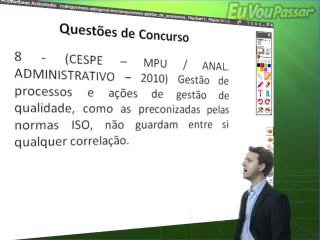 EuVouPassar
Questões de Concurso
8 - (CESPE – MPU / ANAL.
ADMINISTRATIVO – 2010) Gestão de
processos e ações de gestão de
qualidade, como as preconizadas pelas
normas ISO, não guardam entre si
qualquer correlação.